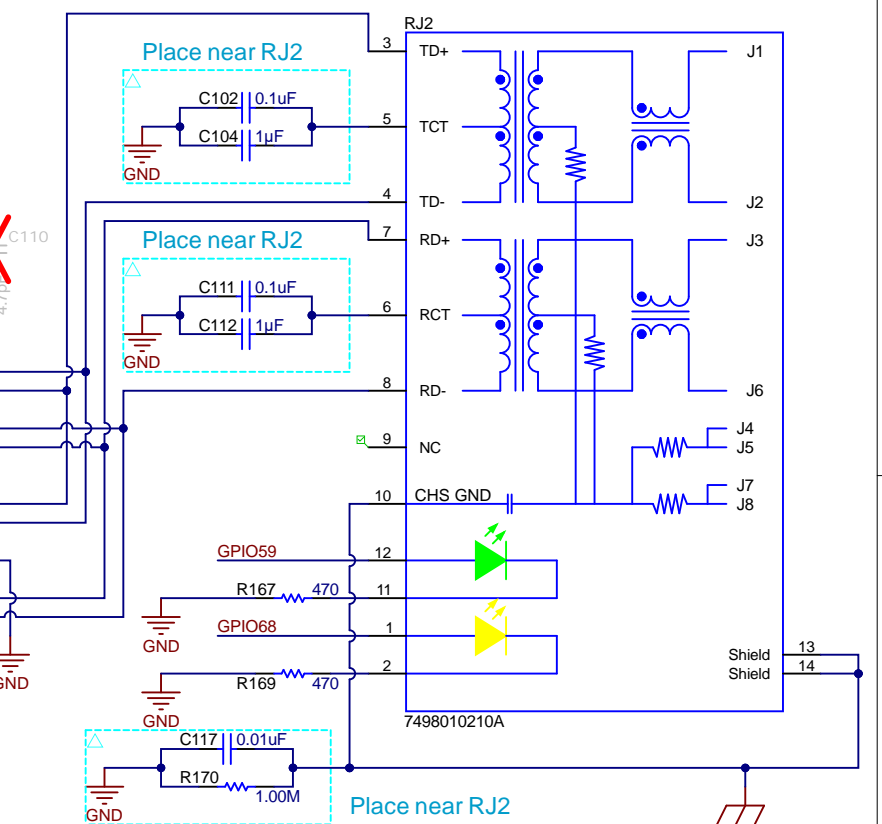 RJ2
Place near RJ2
3 TD+ J1
C102 0.1uF
5 TCT
C104 1µF
GND
4 TD- J2
7 RD+ J3
C110
Place near RJ2
C111 0.1uF
6 RCT
C112 1µF
GND
8 RD- J6
J4
9 NC J5
J7
10 CHS GND J8
GPIO59 12
R167 470 11
GND
GPIO68 1
Shield 13
R169 470 2
Shield 14
GND
GND
7498010210A
C117 0.01uF
R170
1.00M
GND
Place near RJ2